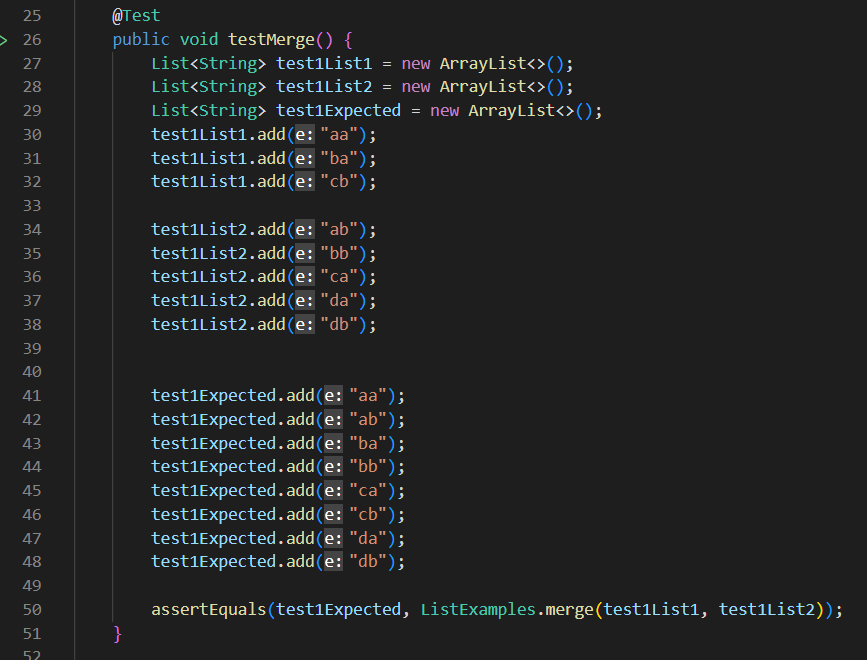 25 @Test
26 public void testMerge() {
27 List<String> test1List1 = new ArrayList<>();
28 List<String> test1List2 = new ArrayList<>();
29 List<String> test1Expected = new ArrayList<>();
30 test1List1.add(e: "aa");
31 test1List1.add(e: "ba");
32 test1List1.add(e: "cb");
33
34 test1List2.add(e: "ab");
35 test1List2.add(e: "bb");
36 test1List2.add(e: "ca");
37 test1List2.add(e: "da");
38 test1List2.add(e: "db");
39
40
41 test1Expected.add(e: "aa");
42 test1Expected.add(e: "ab");
43 test1Expected.add(e: "ba");
44 test1Expected.add(e: "bb");
45 test1Expected.add(e: "ca");
46 test1Expected.add(e: "cb");
47 test1Expected.add(e: "da");
48 test1Expected.add(e: "db");
49
50 assertEquals(test1Expected, ListExamples.merge(test1List1, test1List2));
51 }
52